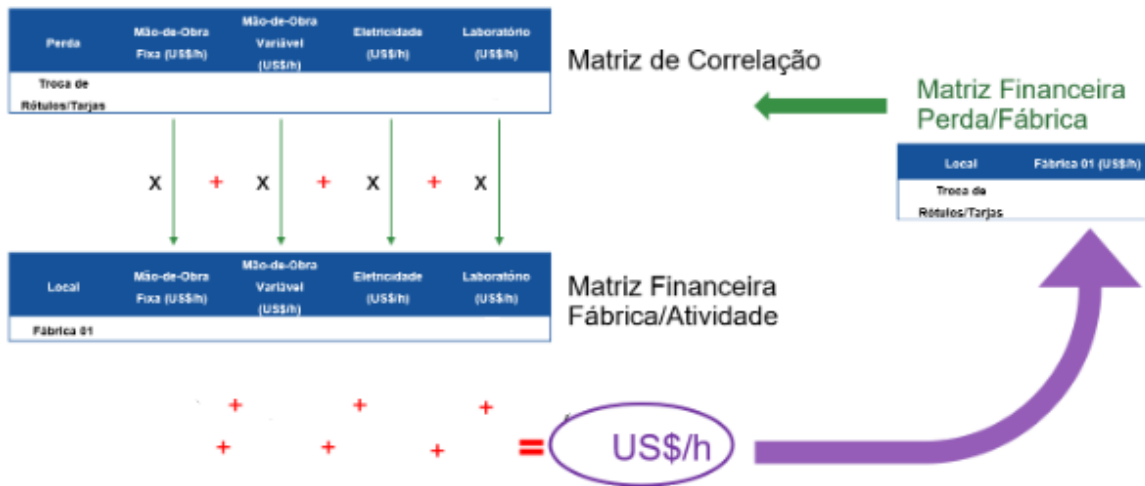 Perda
Mão-de-Obra
Fixa (US$/h)
Mão-de-Obra
Variável
(US$/h)
Eletricidade
(US$/h)
Laboratório
(US$/h)
Troca de
Rótulos/Tarjas
Matriz de Correlação
Matriz Financeira
Perda/Fábrica
Local
Fábrica 01 (US$/h)
Troca de
Rótulos/Tarjas
X + X + X + X
Local
Mão-de-Obra
Fixa (US$/h)
Mão-de-Obra
Variável
(US$/h)
Eletricidade
(US$/h)
Laboratório
(US$/h)
Fábrica 01
Matriz Financeira
Fábrica/Atividade
+ + +
+ + + = US$/h